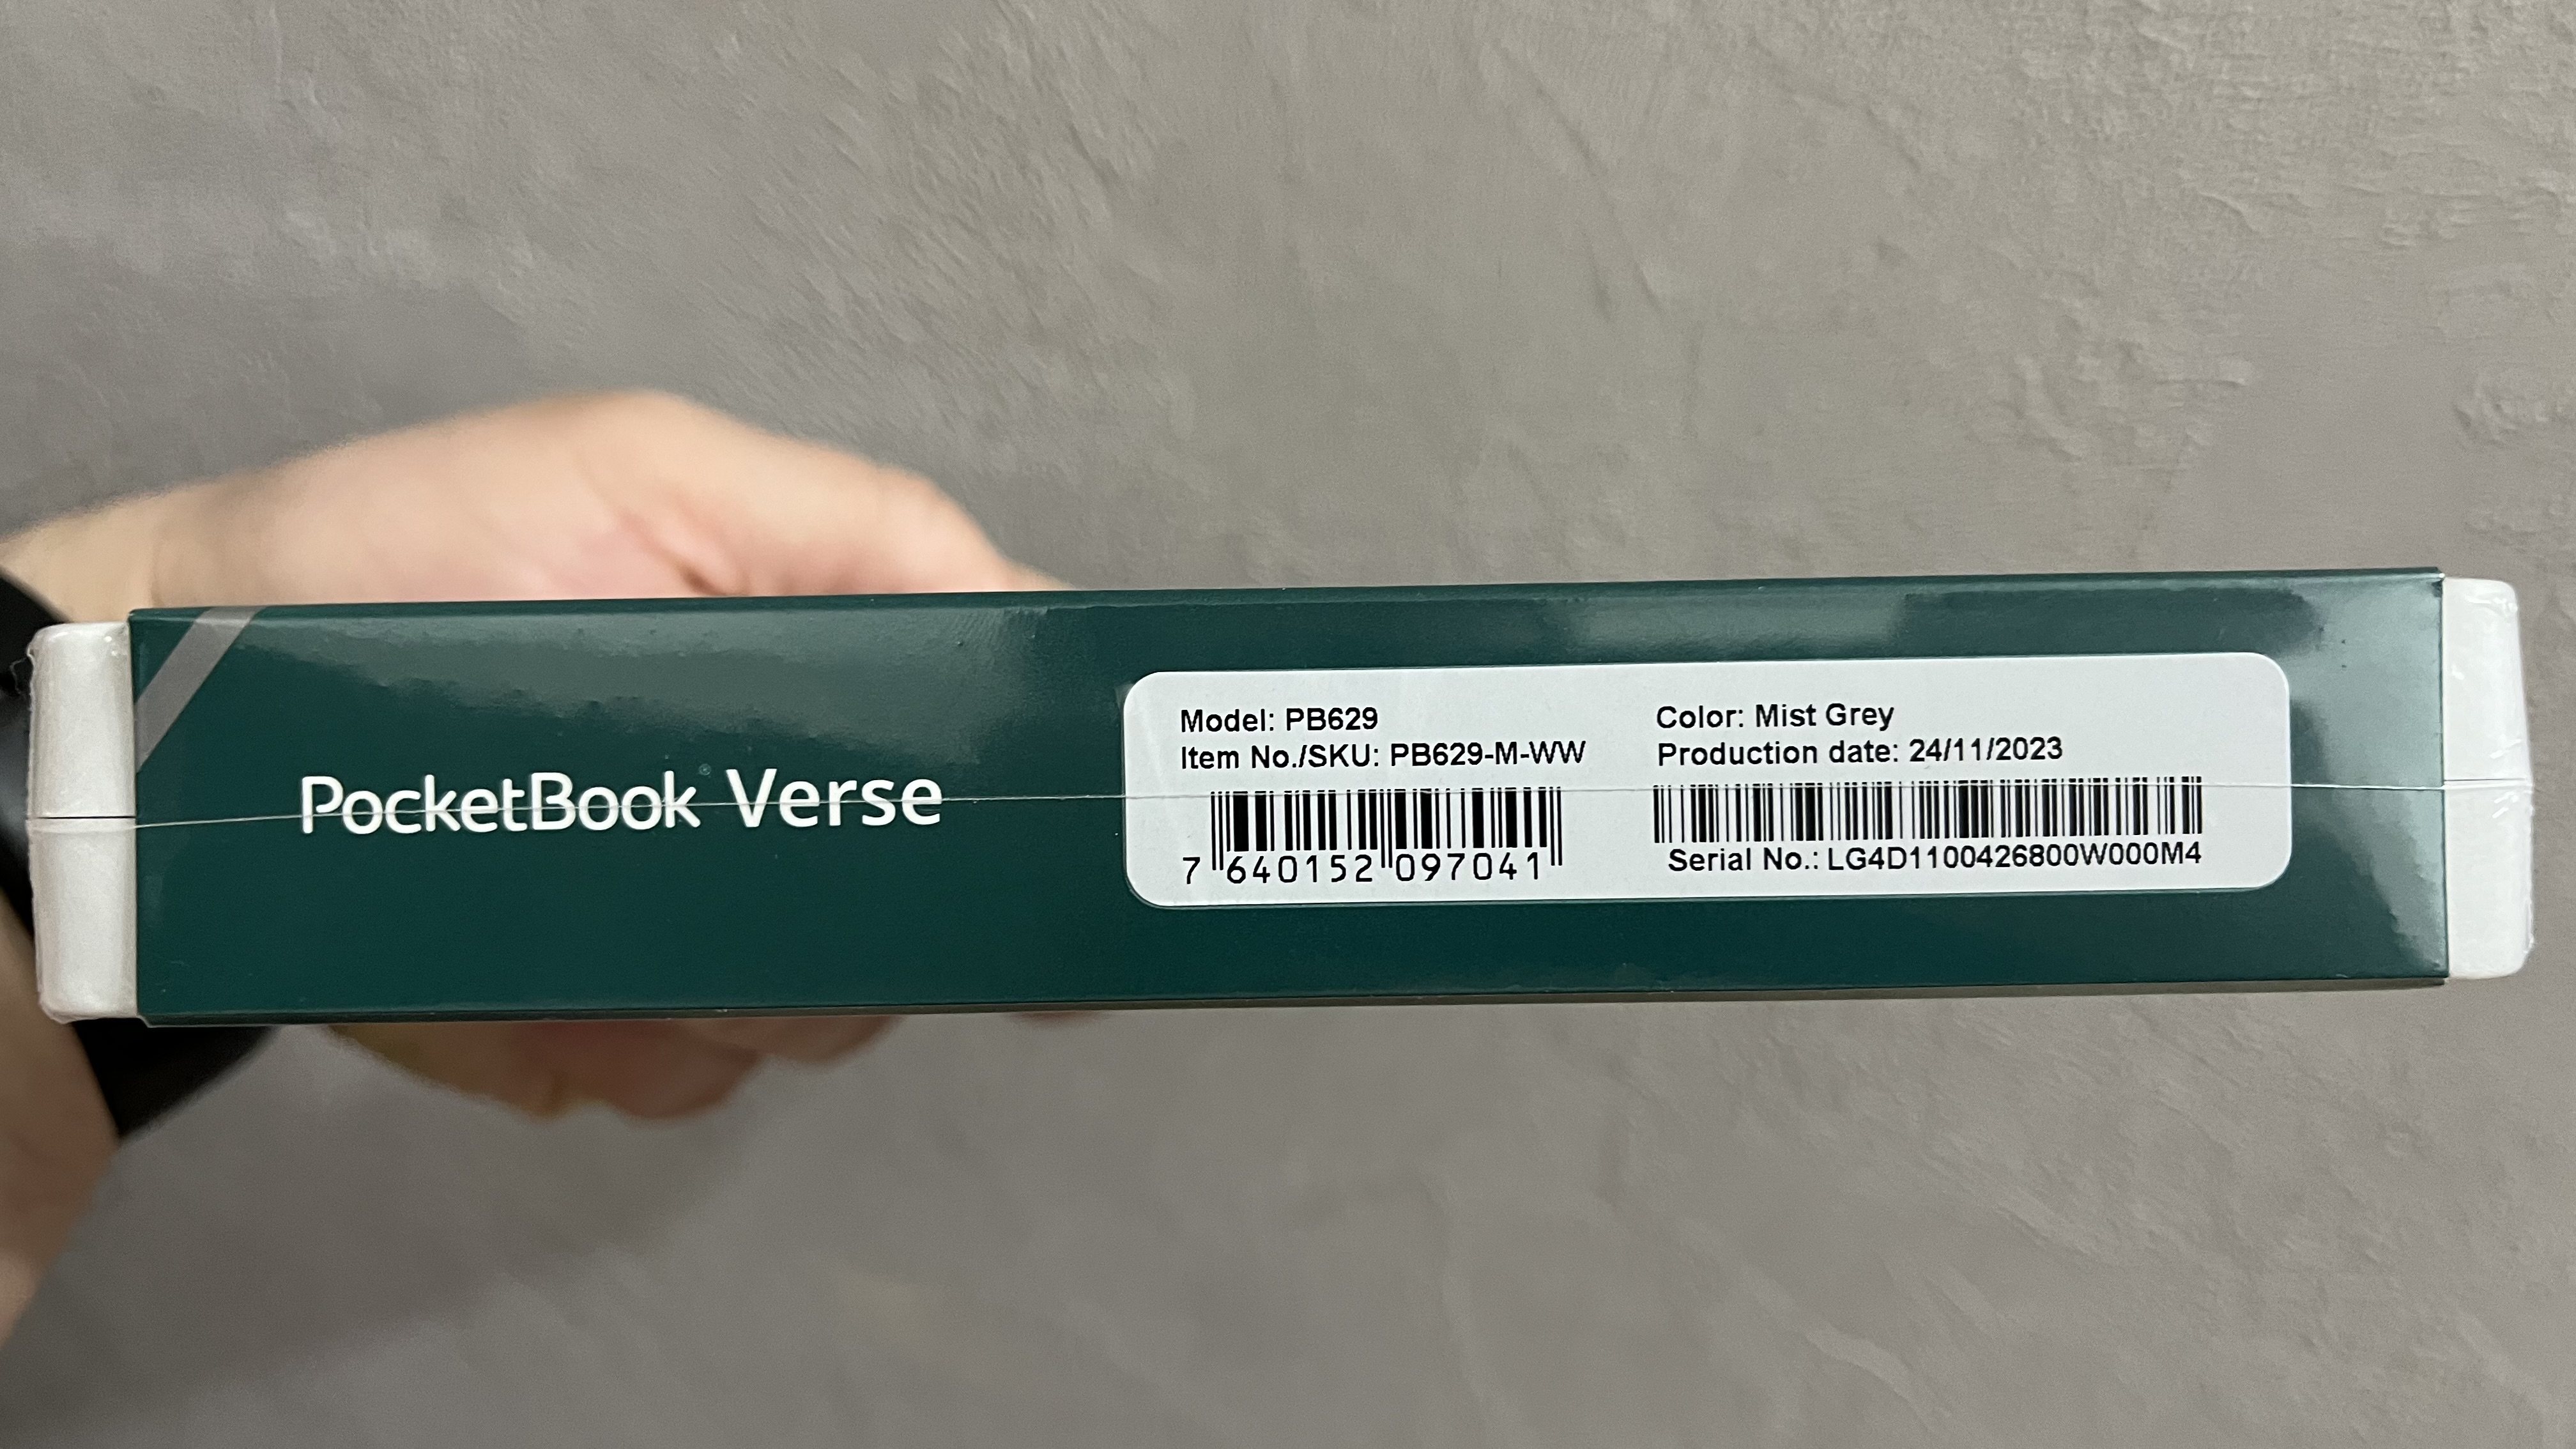 PocketBook Verse
Model: PB629
Item No./SKU: PB629-M-WW
7 640152 097041
Color: Mist Grey
Production date: 24/11/2023
Serial No.: LG4D1100426800W000M4